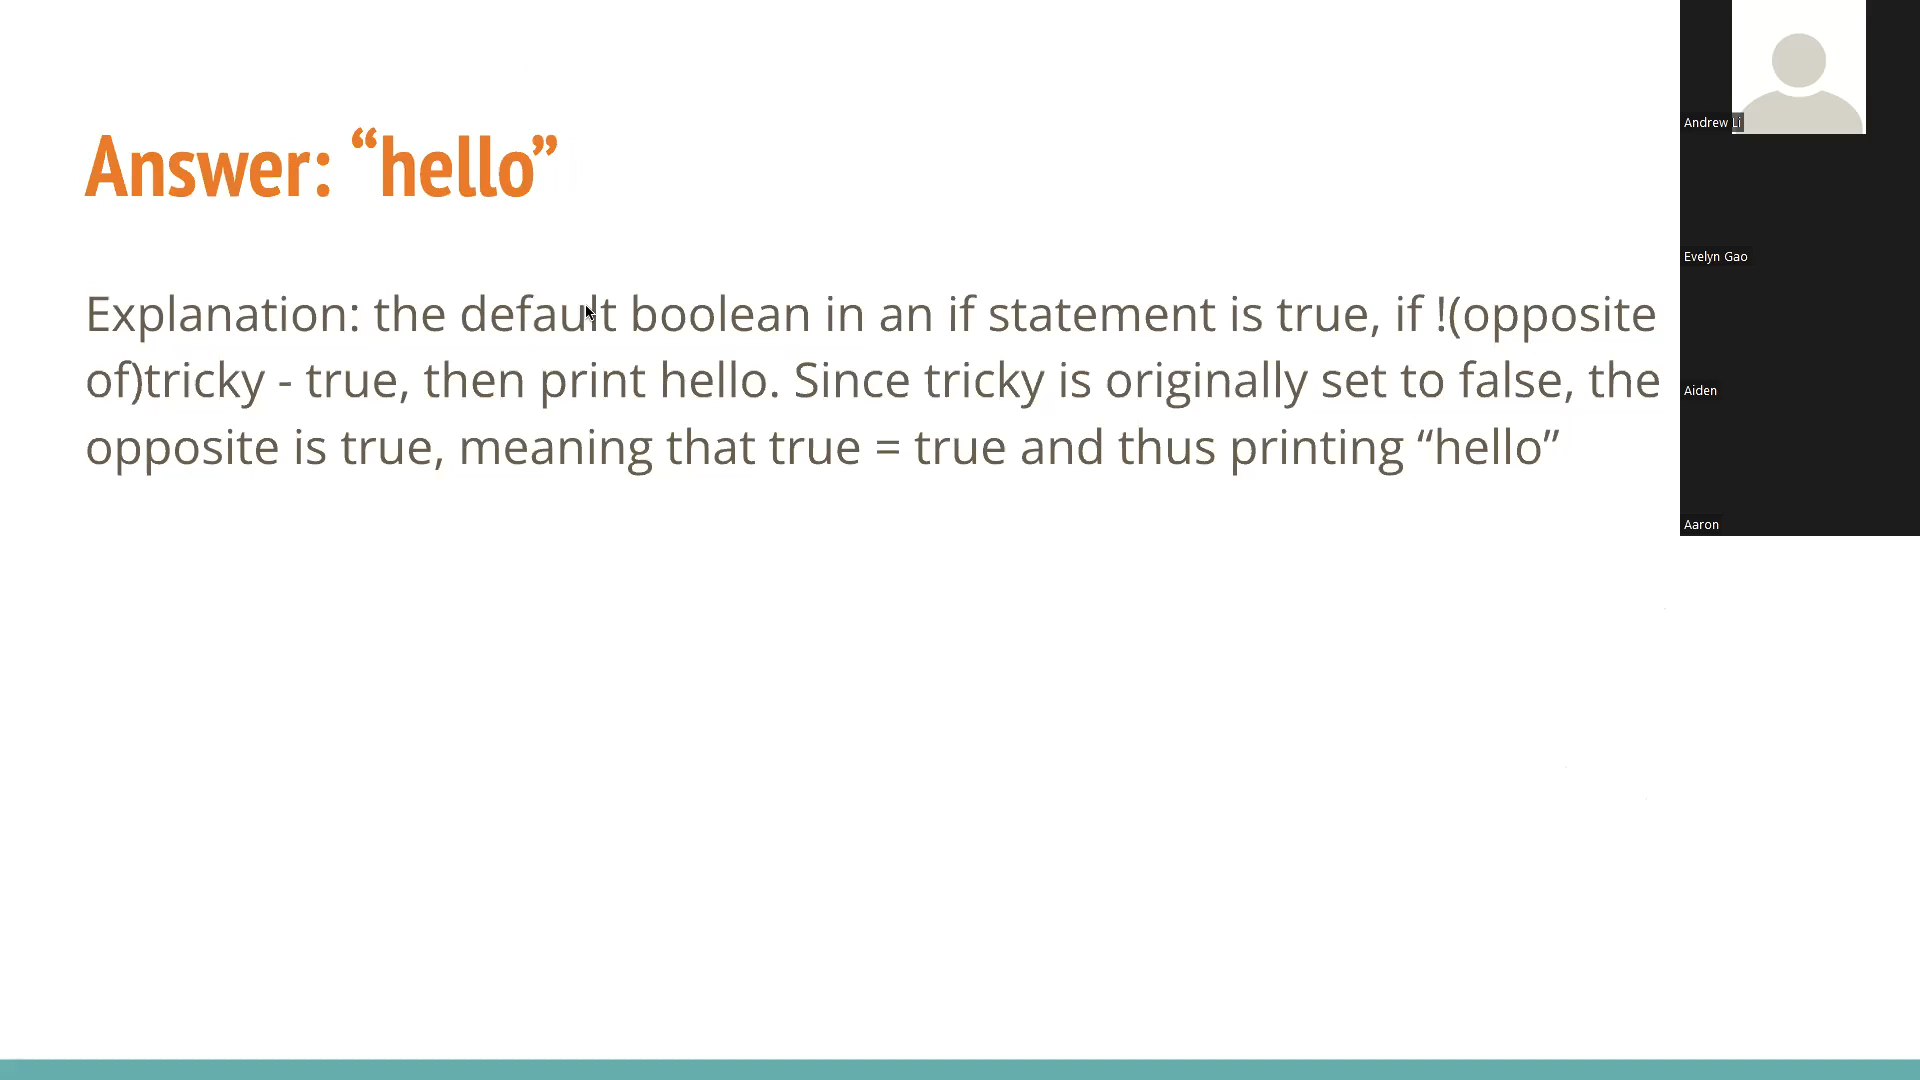 Answer: “hello”
Explanation: the default boolean in an if statement is true, if !(opposite
of)tricky - true, then print hello. Since tricky is originally set to false, the
opposite is true, meaning that true = true and thus printing “hello”
Andrew Li
Evelyn Gao
Aiden
Aaron